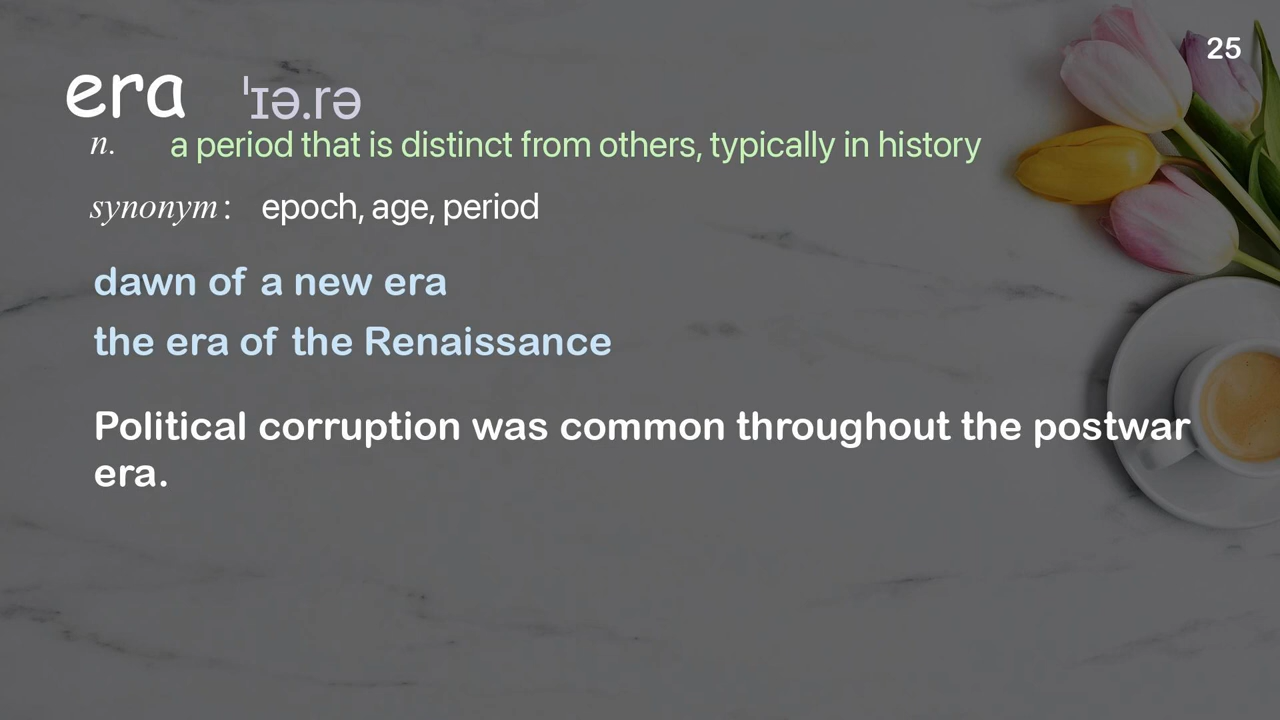 25
era ˈɪə.rə
n. a period that is distinct from others, typically in history
synonym: epoch, age, period
dawn of a new era
the era of the Renaissance
Political corruption was common throughout the postwar
era.